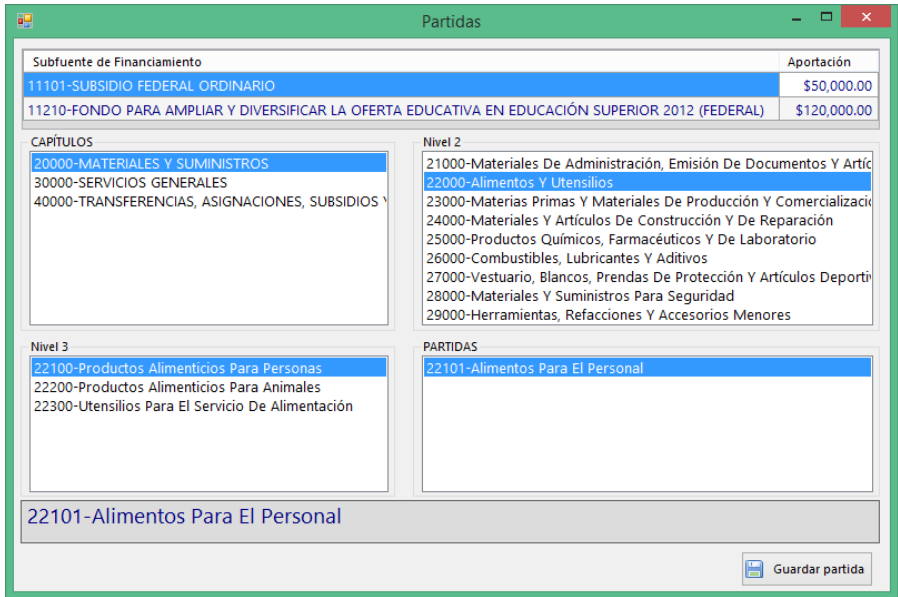 Partidas
Subfuente de Financiamiento Aportación
11101-SUBSIDIO FEDERAL ORDINARIO $50,000.00
11210-FONDO PARA AMPLIAR Y DIVERSIFICAR LA OFERTA EDUCATIVA EN EDUCACIÓN SUPERIOR 2012 (FEDERAL) $120,000.00
CAPÍTULOS
20000-MATERIALES Y SUMINISTROS
30000-SERVICIOS GENERALES
40000-TRANSFERENCIAS, ASIGNACIONES, SUBSIDIOS Y
Nivel 2
21000-Materiales De Administración, Emisión De Documentos Y Artíc
22000-Alimentos Y Utensilios
23000-Materias Primas Y Materiales De Producción Y Comercializació
24000-Materiales Y Artículos De Construcción Y De Reparación
25000-Productos Químicos, Farmacéuticos Y De Laboratorio
26000-Combustibles, Lubricantes Y Aditivos
27000-Vestuario, Blancos, Prendas De Protección Y Artículos Deportiv
28000-Materiales Y Suministros Para Seguridad
29000-Herramientas, Refacciones Y Accesorios Menores
Nivel 3
22100-Productos Alimenticios Para Personas
22200-Productos Alimenticios Para Animales
22300-Utensilios Para El Servicio De Alimentación
PARTIDAS
22101-Alimentos Para El Personal
22101-Alimentos Para El Personal
Guardar partida